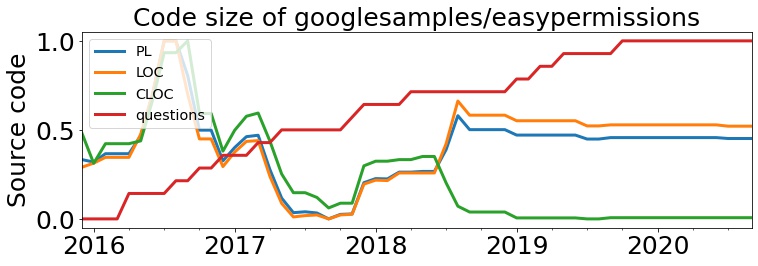 Code size of googlesamples/easypermissions
Source code
1.0
0.5
0.0
PL
LOC
CLOC
questions
2016 2017 2018 2019 2020